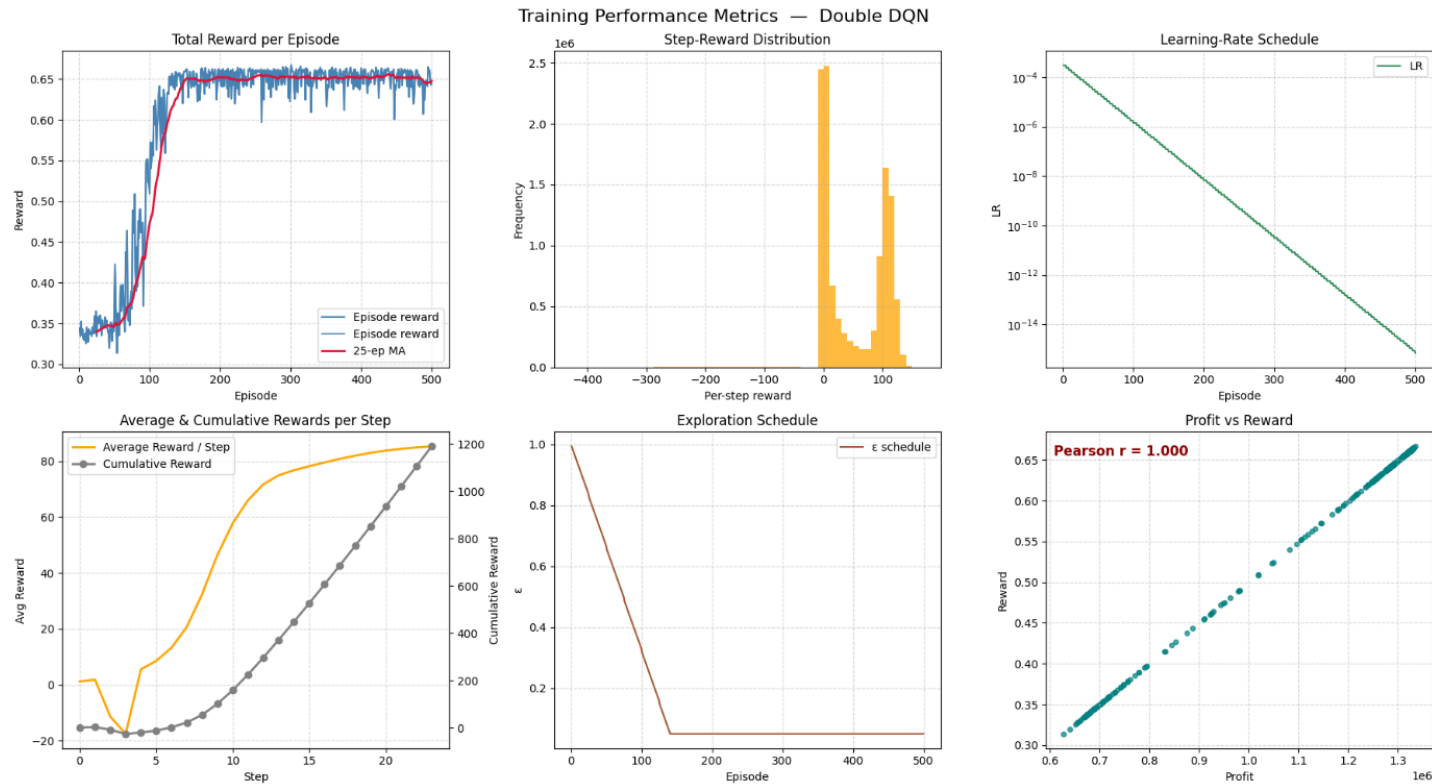 Training Performance Metrics — Double DQN
Total Reward per Episode
Reward
0.65
0.60
0.55
0.50
0.45
0.40
0.35
0.30
0
100
200
300
400
500
Episode
Episode reward
Episode reward
25-ep MA
Step-Reward Distribution
1e6
Frequency
2.5
2.0
1.5
1.0
0.5
0.0
−400
−300
−200
−100
0
100
Per-step reward
Learning-Rate Schedule
LR
10⁻⁴
10⁻⁶
10⁻⁸
10⁻¹⁰
10⁻¹²
10⁻¹⁴
0
100
200
300
400
500
Episode
LR
Average & Cumulative Rewards per Step
Average Reward / Step
Cumulative Reward
Avg Reward
80
60
40
20
0
−20
0
5
10
15
20
Step
1200
1000
800
600
400
200
0
Cumulative Reward
Exploration Schedule
ε schedule
ε
1.0
0.8
0.6
0.4
0.2
0
100
200
300
400
500
Episode
Profit vs Reward
Pearson r = 1.000
Reward
0.65
0.60
0.55
0.50
0.45
0.40
0.35
0.30
0.6
0.7
0.8
0.9
1.0
1.1
1.2
1.3
1e6
Profit